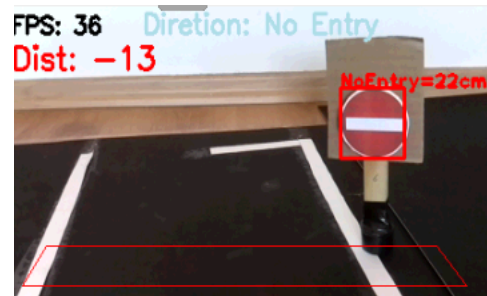 FPS: 36
Diretion: No Entry
Dist: -13
NoEntry=22cm